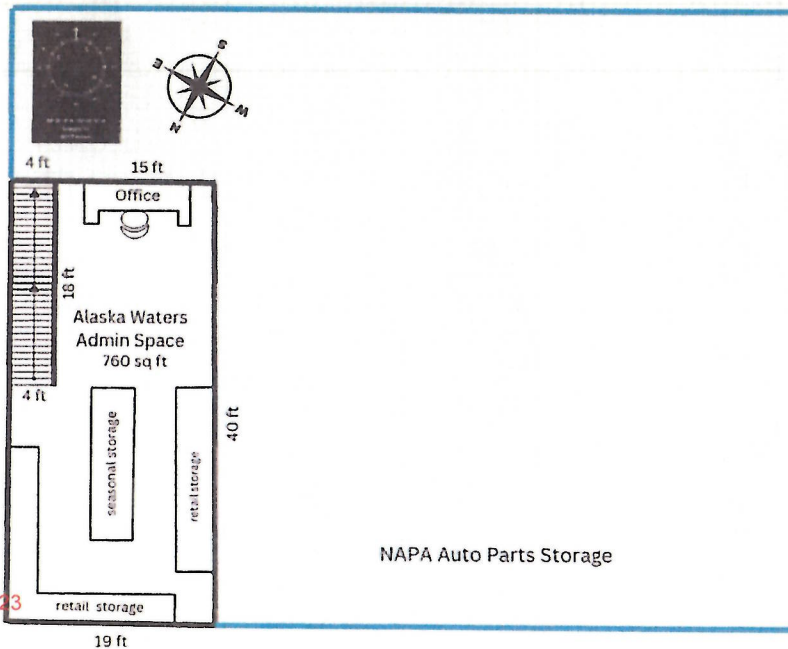 S
E
W
N
4 ft
15 ft
Office
18 ft
Alaska Waters
Admin Space
760 sq ft
4 ft
40 ft
seasonal storage
retail storage
NAPA Auto Parts Storage
23
retail storage
19 ft